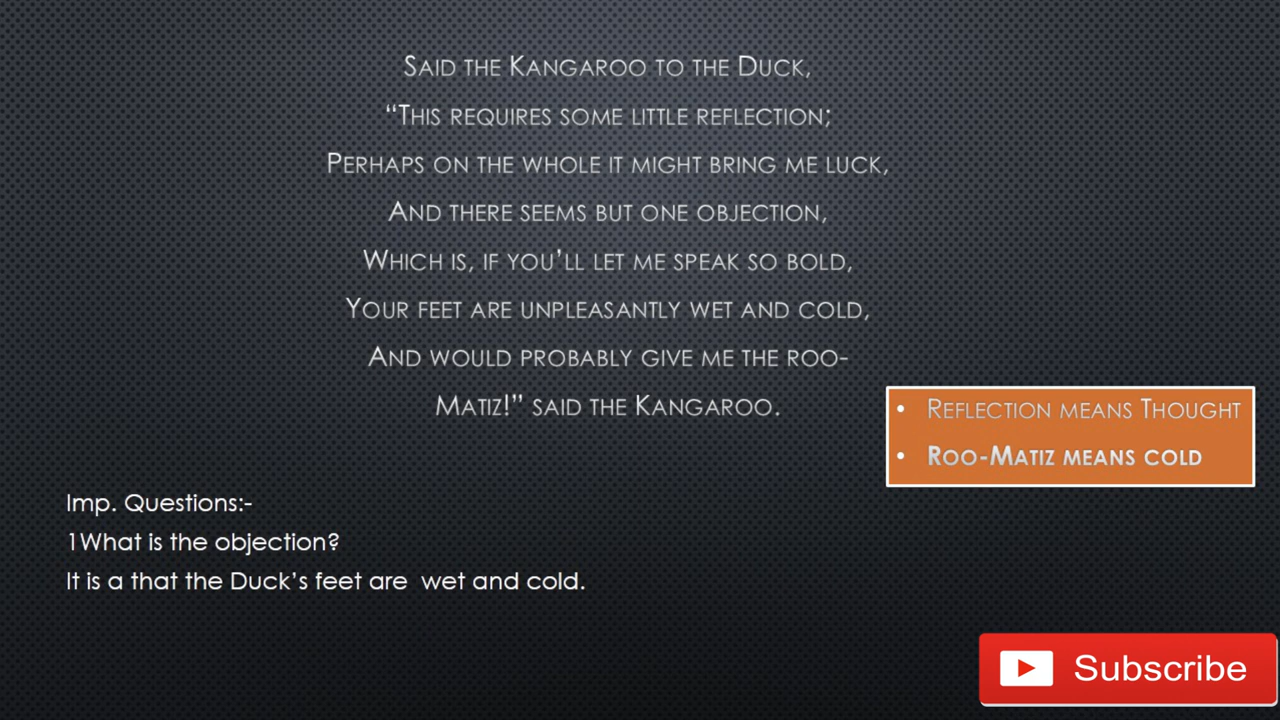 Said the Kangaroo to the Duck,
“This requires some little reflection;
Perhaps on the whole it might bring me luck,
And there seems but one objection,
Which is, if you’ll let me speak so bold,
Your feet are unpleasantly wet and cold,
And would probably give me the roo-
Matiz!” said the Kangaroo.
• Reflection means Thought
• Roo-Matiz means cold
Imp. Questions:-
1What is the objection?
It is a that the Duck’s feet are  wet and cold.
Subscribe